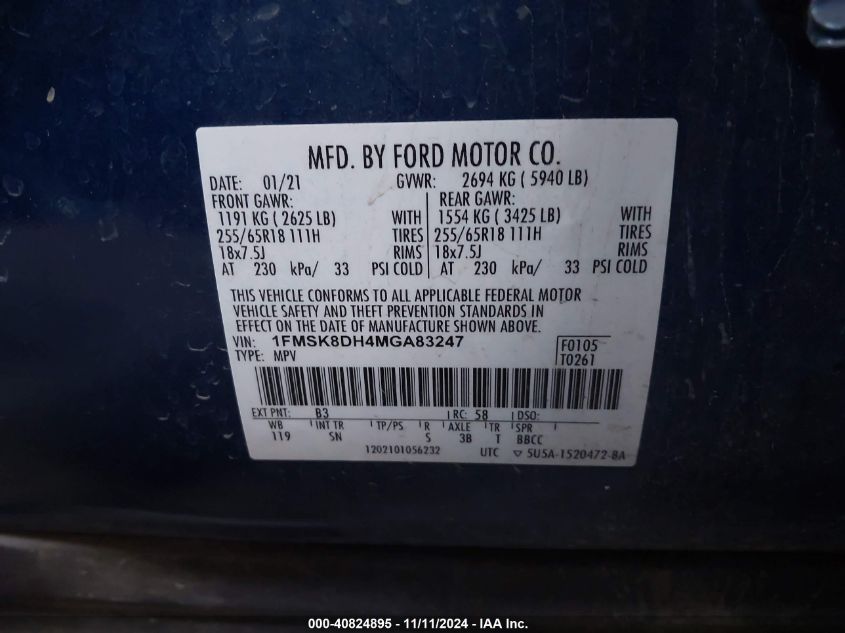 MFD. BY FORD MOTOR CO.
DATE: 01/21 GVWR: 2694 KG ( 5940 LB)
FRONT GAWR: REAR GAWR:
1191 KG ( 2625 LB) WITH 1554 KG ( 3425 LB) WITH
255/65R18 111H TIRES 255/65R18 111H TIRES
18x7.5J RIMS 18x7.5J RIMS
AT 230 kPa/ 33 PSI COLD AT 230 kPa/ 33 PSI COLD
THIS VEHICLE CONFORMS TO ALL APPLICABLE FEDERAL MOTOR
VEHICLE SAFETY AND THEFT PREVENTION STANDARDS IN
EFFECT ON THE DATE OF MANUFACTURE SHOWN ABOVE.
VIN: 1FMSK8DH4MGA83247 F0105
TYPE: MPV T0261
EXT PNT: B3 RC: 58 DSO:
WB INT TR TP/PS R AXLE TR SPR
119 SN S 3B T BBCC
1202101056232 UTC ▽ 5U5A-1520472-BA
000-40824895 - 11/11/2024 - IAA Inc.